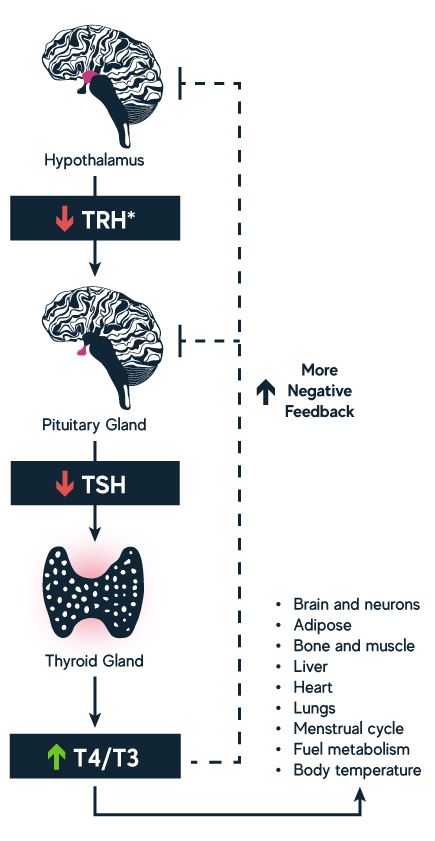 Hypothalamus
TRH*
Pituitary Gland
More
Negative
Feedback
TSH
Thyroid Gland
T4/T3
• Brain and neurons
• Adipose
• Bone and muscle
• Liver
• Heart
• Lungs
• Menstrual cycle
• Fuel metabolism
• Body temperature